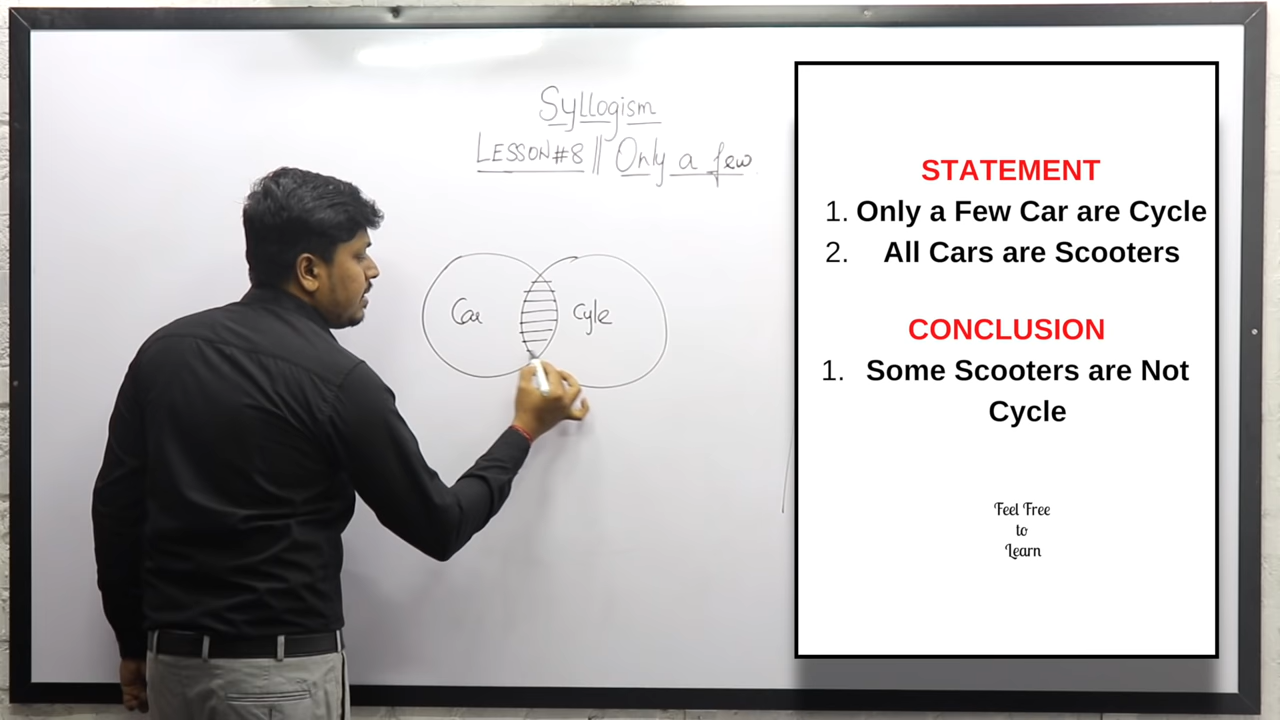 Syllogism
LESSON#8 || Only a few
Car
Cyle
STATEMENT
1. Only a Few Car are Cycle
2. All Cars are Scooters
CONCLUSION
1. Some Scooters are Not
Cycle
Feel Free
to
Learn